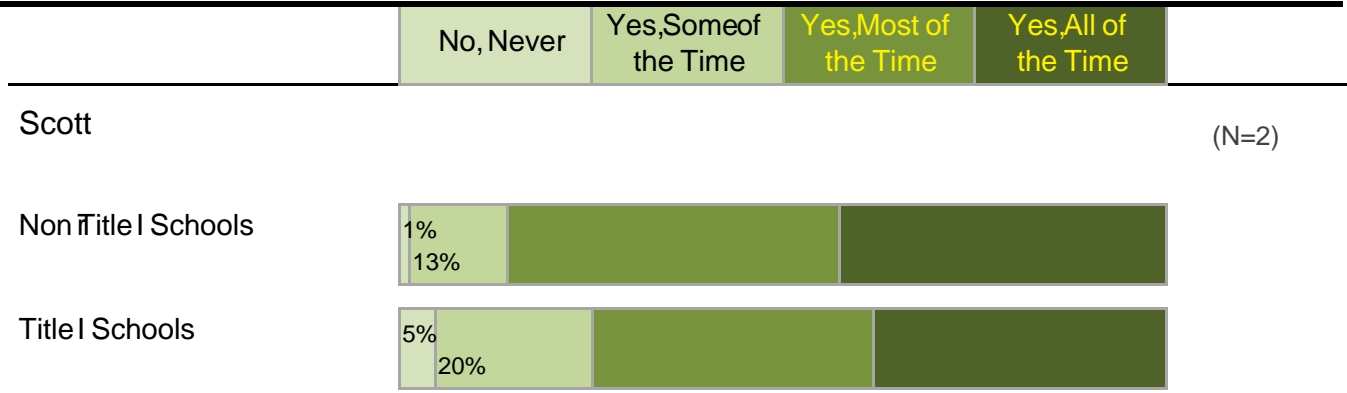 No, Never
Yes,Someof
the Time
Yes,Most of
the Time
Yes,All of
the Time
Scott
(N=2)
Non iTitle I Schools
1%
13%
Title I Schools
5%
20%